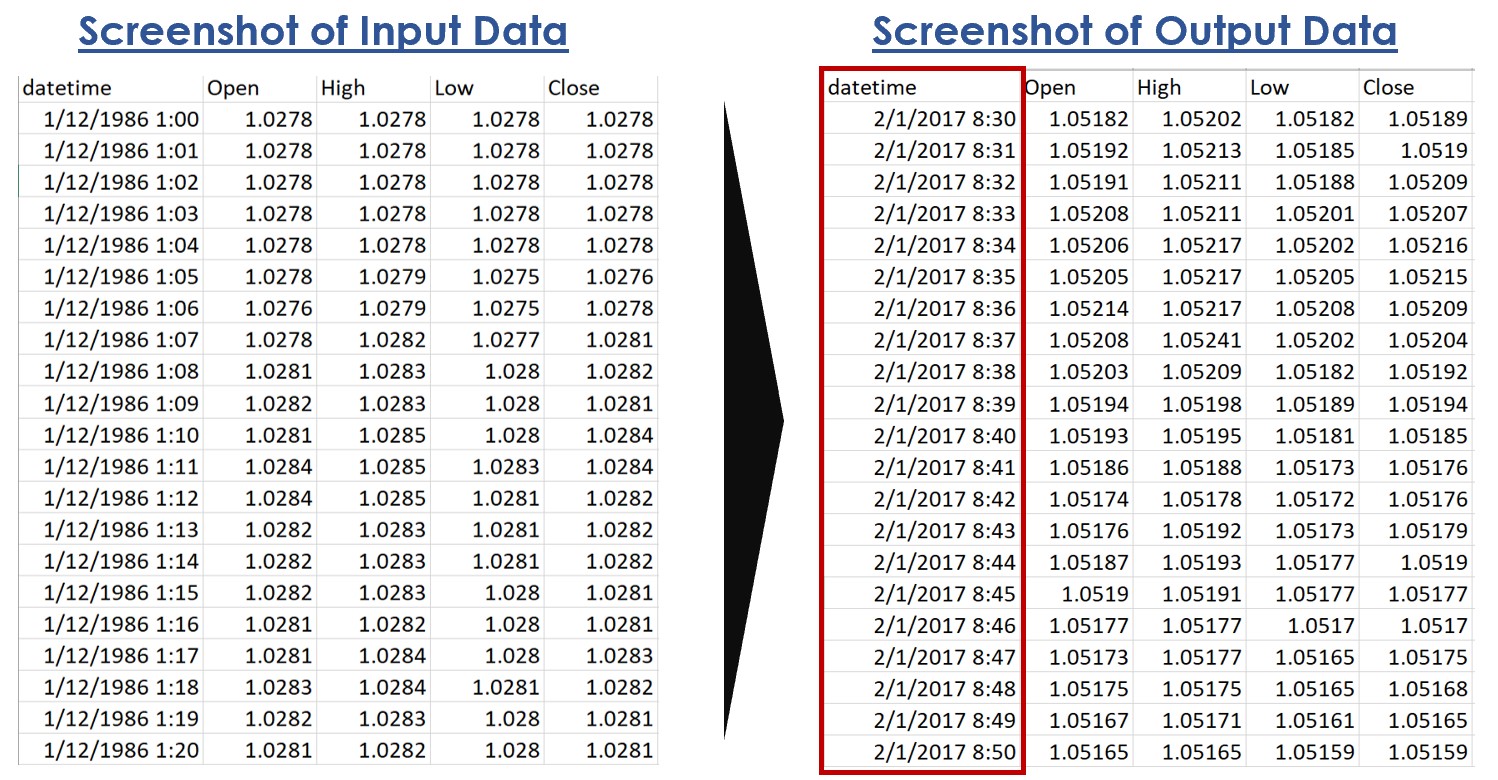 Screenshot of Input Data
datetime Open High Low Close
1/12/1986 1:00 1.0278 1.0278 1.0278 1.0278
1/12/1986 1:01 1.0278 1.0278 1.0278 1.0278
1/12/1986 1:02 1.0278 1.0278 1.0278 1.0278
1/12/1986 1:03 1.0278 1.0278 1.0278 1.0278
1/12/1986 1:04 1.0278 1.0278 1.0278 1.0278
1/12/1986 1:05 1.0278 1.0279 1.0275 1.0276
1/12/1986 1:06 1.0276 1.0279 1.0275 1.0278
1/12/1986 1:07 1.0278 1.0282 1.0277 1.0281
1/12/1986 1:08 1.0281 1.0283 1.028 1.0282
1/12/1986 1:09 1.0282 1.0283 1.028 1.0281
1/12/1986 1:10 1.0281 1.0285 1.028 1.0284
1/12/1986 1:11 1.0284 1.0285 1.0283 1.0284
1/12/1986 1:12 1.0284 1.0285 1.0281 1.0282
1/12/1986 1:13 1.0282 1.0283 1.0281 1.0282
1/12/1986 1:14 1.0282 1.0283 1.0281 1.0282
1/12/1986 1:15 1.0282 1.0283 1.028 1.0281
1/12/1986 1:16 1.0281 1.0282 1.028 1.0281
1/12/1986 1:17 1.0281 1.0284 1.028 1.0283
1/12/1986 1:18 1.0283 1.0284 1.0281 1.0282
1/12/1986 1:19 1.0282 1.0283 1.028 1.0281
1/12/1986 1:20 1.0281 1.0282 1.028 1.0281
Screenshot of Output Data
datetime Open High Low Close
2/1/2017 8:30 1.05182 1.05202 1.05182 1.05189
2/1/2017 8:31 1.05192 1.05213 1.05185 1.0519
2/1/2017 8:32 1.05191 1.05211 1.05188 1.05209
2/1/2017 8:33 1.05208 1.05211 1.05201 1.05207
2/1/2017 8:34 1.05206 1.05217 1.05202 1.05216
2/1/2017 8:35 1.05205 1.05217 1.05205 1.05215
2/1/2017 8:36 1.05214 1.05217 1.05208 1.05209
2/1/2017 8:37 1.05208 1.05241 1.05202 1.05204
2/1/2017 8:38 1.05203 1.05209 1.05182 1.05192
2/1/2017 8:39 1.05194 1.05198 1.05189 1.05194
2/1/2017 8:40 1.05193 1.05195 1.05181 1.05185
2/1/2017 8:41 1.05186 1.05188 1.05173 1.05176
2/1/2017 8:42 1.05174 1.05178 1.05172 1.05176
2/1/2017 8:43 1.05176 1.05192 1.05173 1.05179
2/1/2017 8:44 1.05187 1.05193 1.05177 1.0519
2/1/2017 8:45 1.0519 1.05191 1.05177 1.05177
2/1/2017 8:46 1.05177 1.05177 1.0517 1.0517
2/1/2017 8:47 1.05173 1.05177 1.05165 1.05175
2/1/2017 8:48 1.05175 1.05175 1.05165 1.05168
2/1/2017 8:49 1.05167 1.05171 1.05161 1.05165
2/1/2017 8:50 1.05165 1.05165 1.05159 1.05159